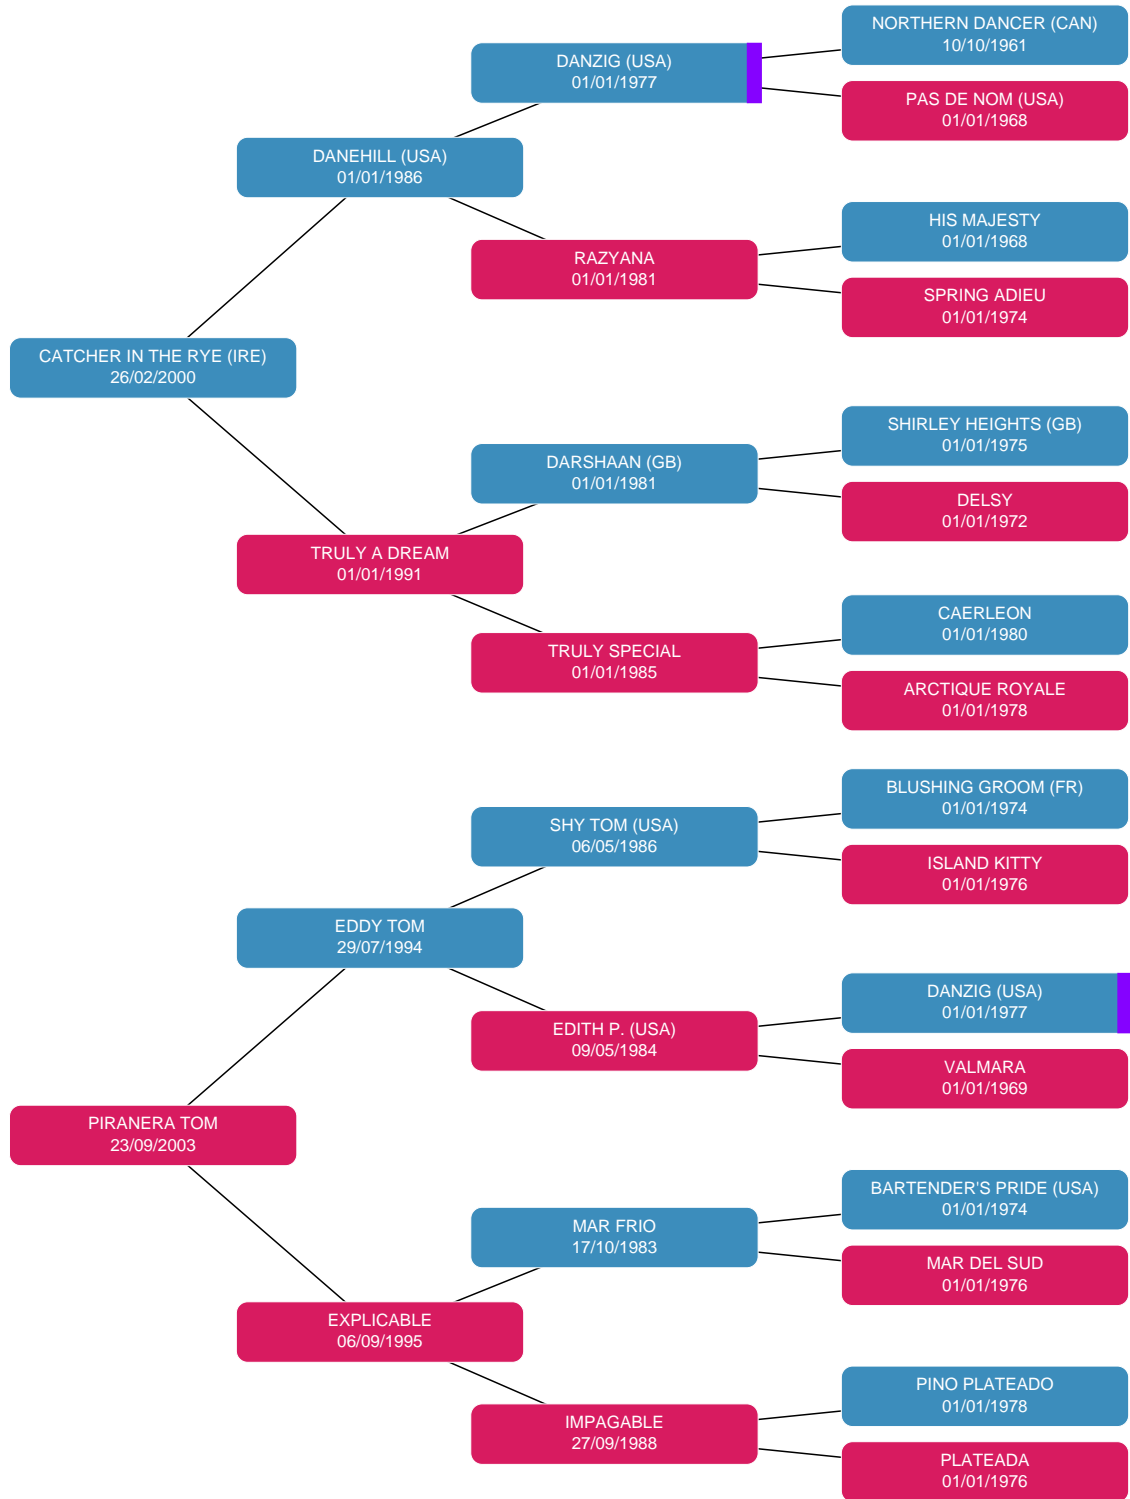 NORTHERN DANCER (CAN)
10/10/1961
DANZIG (USA)
01/01/1977
PAS DE NOM (USA)
01/01/1968
DANEHILL (USA)
01/01/1986
HIS MAJESTY
01/01/1968
RAZYANA
01/01/1981
SPRING ADIEU
01/01/1974
CATCHER IN THE RYE (IRE)
26/02/2000
SHIRLEY HEIGHTS (GB)
01/01/1975
DARSHAAN (GB)
01/01/1981
DELSY
01/01/1972
TRULY A DREAM
01/01/1991
CAERLEON
01/01/1980
TRULY SPECIAL
01/01/1985
ARCTIQUE ROYALE
01/01/1978
BLUSHING GROOM (FR)
01/01/1974
SHY TOM (USA)
06/05/1986
ISLAND KITTY
01/01/1976
EDDY TOM
29/07/1994
DANZIG (USA)
01/01/1977
EDITH P. (USA)
09/05/1984
VALMARA
01/01/1969
PIRANERA TOM
23/09/2003
BARTENDER'S PRIDE (USA)
01/01/1974
MAR FRIO
17/10/1983
MAR DEL SUD
01/01/1976
EXPLICABLE
06/09/1995
PINO PLATEADO
01/01/1978
IMPAGABLE
27/09/1988
PLATEADA
01/01/1976